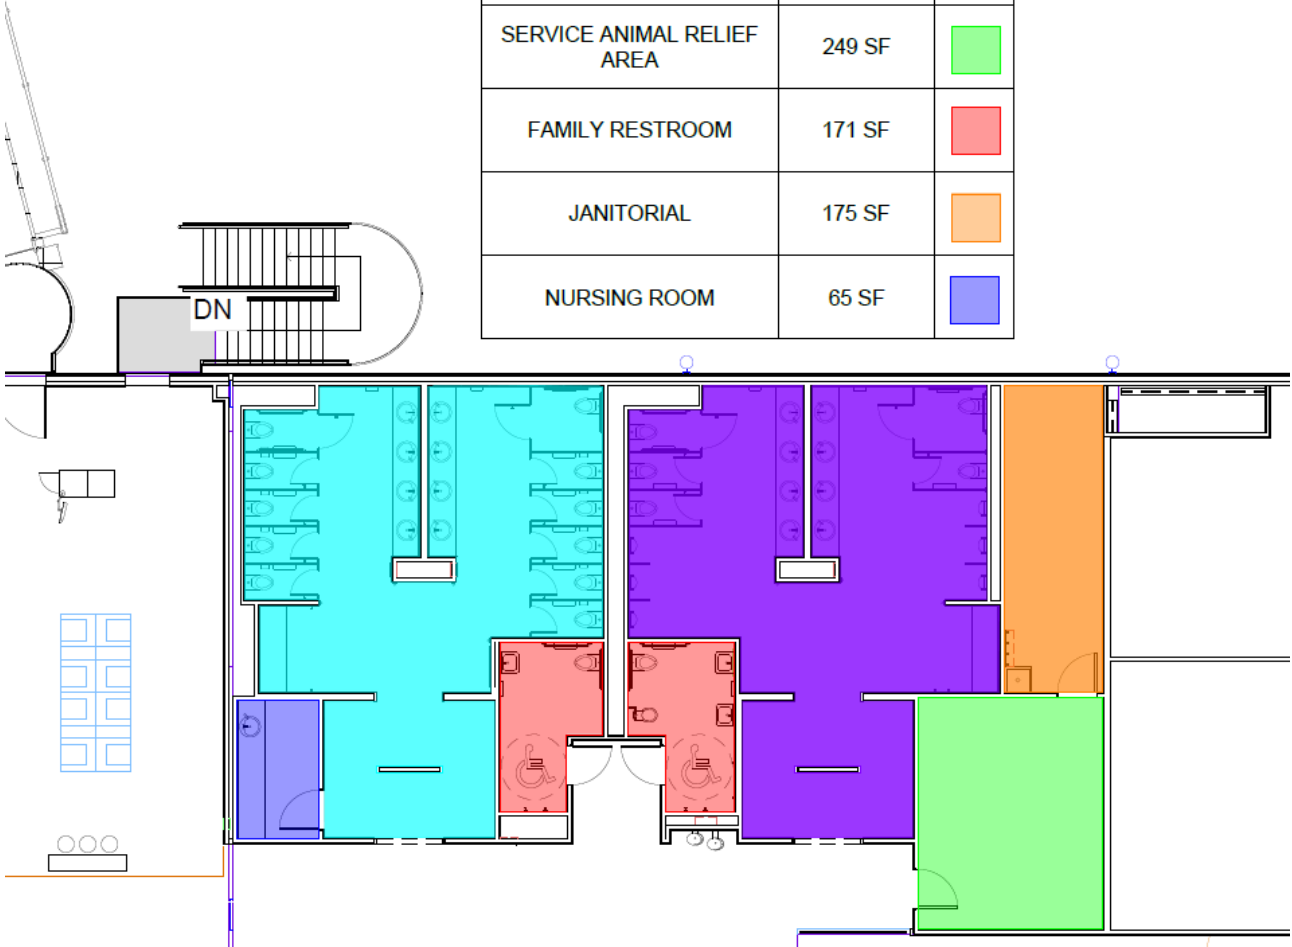 SERVICE ANIMAL RELIEF
AREA
249 SF
FAMILY RESTROOM
171 SF
JANITORIAL
175 SF
NURSING ROOM
65 SF
DN